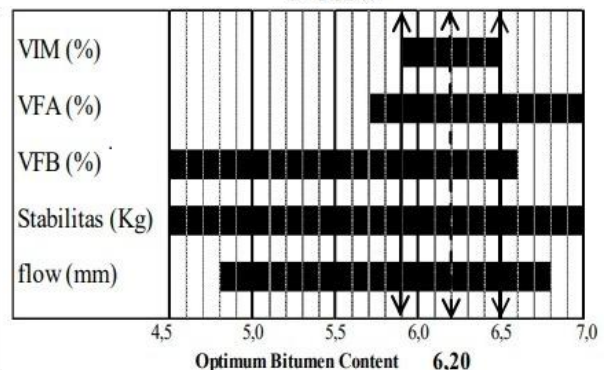 VIM (%)
VFA (%)
VFB (%)
Stabilitas (Kg)
flow (mm)
4,5 5,0 5,5 6,0 6,5 7,0
Optimum Bitumen Content 6,20